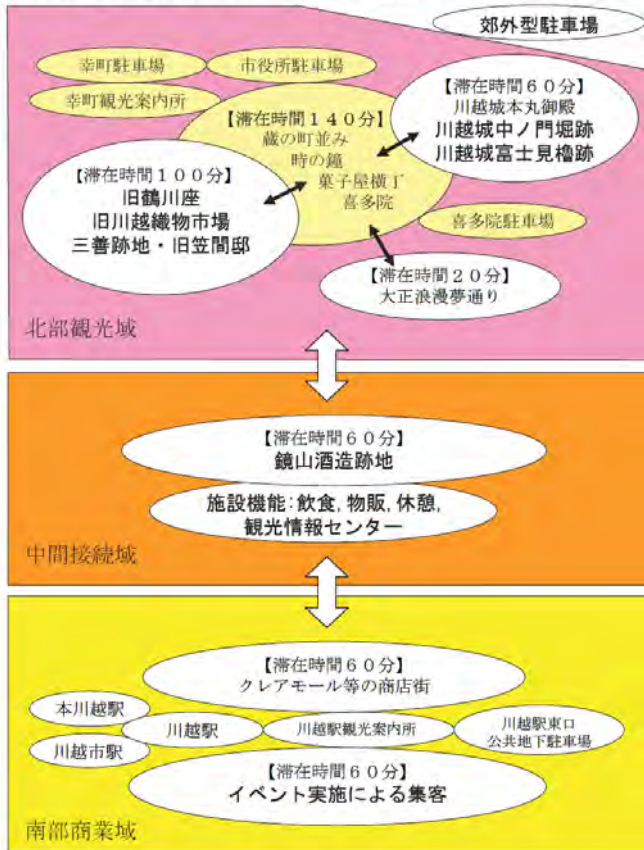 郊外型駐車場
幸町駐車場
市役所駐車場
幸町観光案内所
【滞在時間６０分】
川越城本丸御殿
川越城中ノ門堀跡
川越城富士見櫓跡
【滞在時間１４０分】
蔵の町並み
時の鐘
菓子屋横丁
喜多院
【滞在時間１００分】
旧鶴川座
旧川越織物市場
三善跡地・旧笠間邸
喜多院駐車場
【滞在時間２０分】
大正浪漫夢通り
北部観光域
【滞在時間６０分】
鏡山酒造跡地
施設機能：飲食，物販，休憩，
観光情報センター
中間接続域
【滞在時間６０分】
クレアモール等の商店街
本川越駅
川越駅
川越駅観光案内所
川越駅東口
公共地下駐車場
川越市駅
【滞在時間６０分】
イベント実施による集客
南部商業域